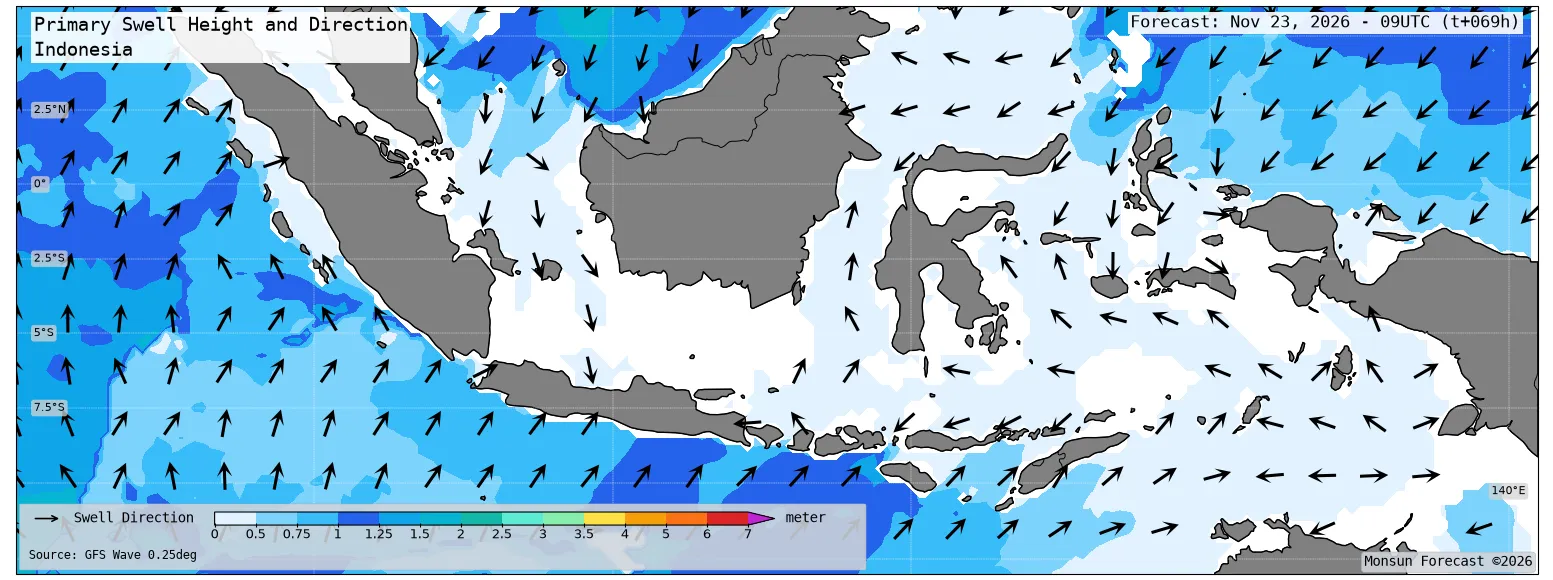 Primary Swell Height and Direction
Indonesia
Forecast: Nov 23, 2026 - 09UTC (t+069h)
2.5°N
0°
2.5°S
5°S
7.5°S
140°E
Swell Direction
0 0.5 0.75 1 1.25 1.5 2 2.5 3 3.5 4 5 6 7
meter
Source: GFS Wave 0.25deg
Monsun Forecast ©2026